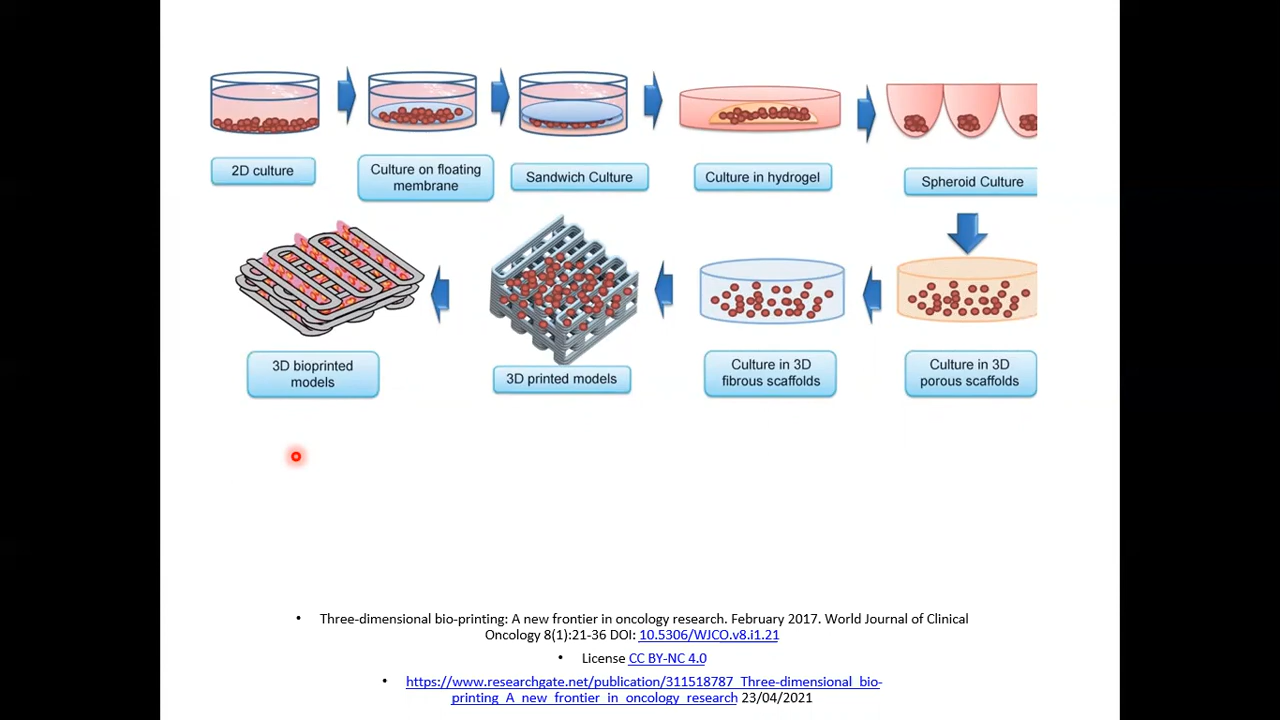 2D culture
Culture on floating
membrane
Sandwich Culture
Culture in hydrogel
Spheroid Culture
3D bioprinted
models
3D printed models
Culture in 3D
fibrous scaffolds
Culture in 3D
porous scaffolds
• Three-dimensional bio-printing: A new frontier in oncology research. February 2017. World Journal of Clinical
Oncology 8(1):21-36 DOI: 10.5306/WJCO.v8.i1.21
• License CC BY-NC 4.0
• https://www.researchgate.net/publication/311518787_Three-dimensional_bio-
printing_A_new_frontier_in_oncology_research 23/04/2021